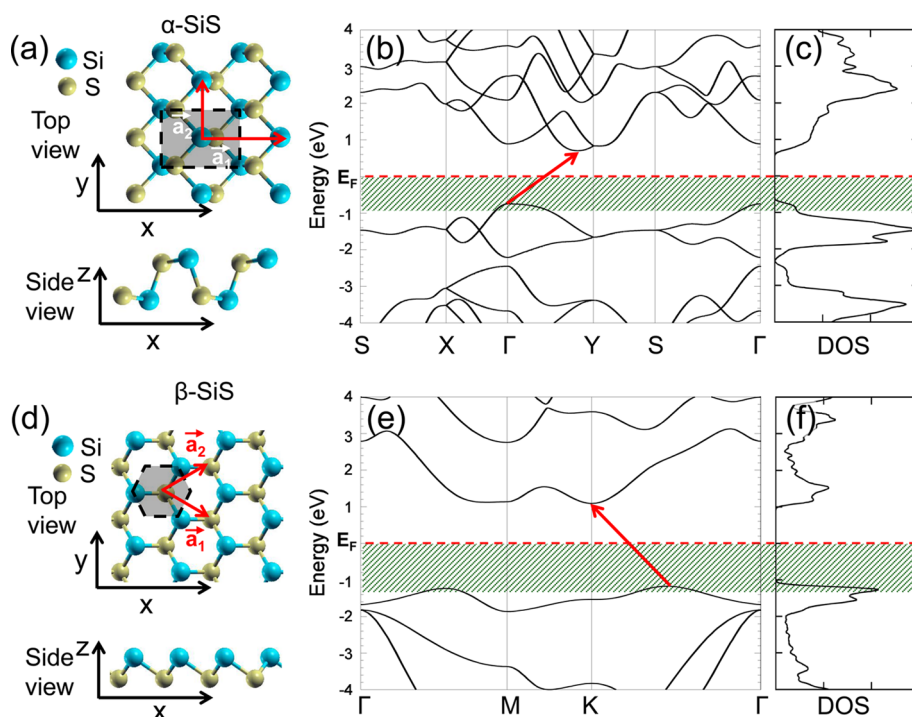 (a)
α-SiS
Si
S
Top
view
a₂
a₁
y
x
Side
view
z
x
(b)
Energy (eV)
4
3
2
1
E_F
-1
-2
-3
-4
S X Γ Y S Γ
(c)
DOS
(d)
β-SiS
Si
S
Top
view
a₂
a₁
y
x
Side
view
z
x
(e)
Energy (eV)
4
3
2
1
E_F
-1
-2
-3
-4
Γ M K Γ
(f)
DOS